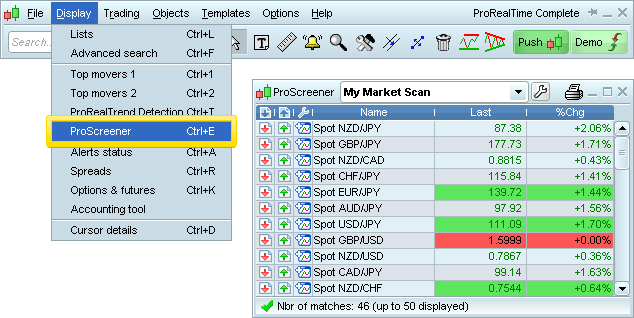 File Display Trading Objects Templates Options Help ProRealTime Complete
Search...
Push Demo
Lists Ctrl+L
Advanced search Ctrl+F
Top movers 1 Ctrl+1
Top movers 2 Ctrl+2
ProRealTrend Detection Ctrl+T
ProScreener Ctrl+E
Alerts status Ctrl+A
Spreads Ctrl+R
Options & futures Ctrl+K
Accounting tool
Cursor details Ctrl+D
ProScreener My Market Scan
Name Last %Chg
Spot NZD/JPY 87.38 +2.06%
Spot GBP/JPY 177.73 +1.71%
Spot NZD/CAD 0.8815 +0.43%
Spot CHF/JPY 115.84 +1.41%
Spot EUR/JPY 139.72 +1.44%
Spot AUD/JPY 97.92 +1.56%
Spot USD/JPY 111.09 +1.70%
Spot GBP/USD 1.5999 +0.00%
Spot NZD/USD 0.7867 +0.36%
Spot CAD/JPY 99.14 +1.63%
Spot NZD/CHF 0.7544 +0.64%
Nbr of matches: 46 (up to 50 displayed)